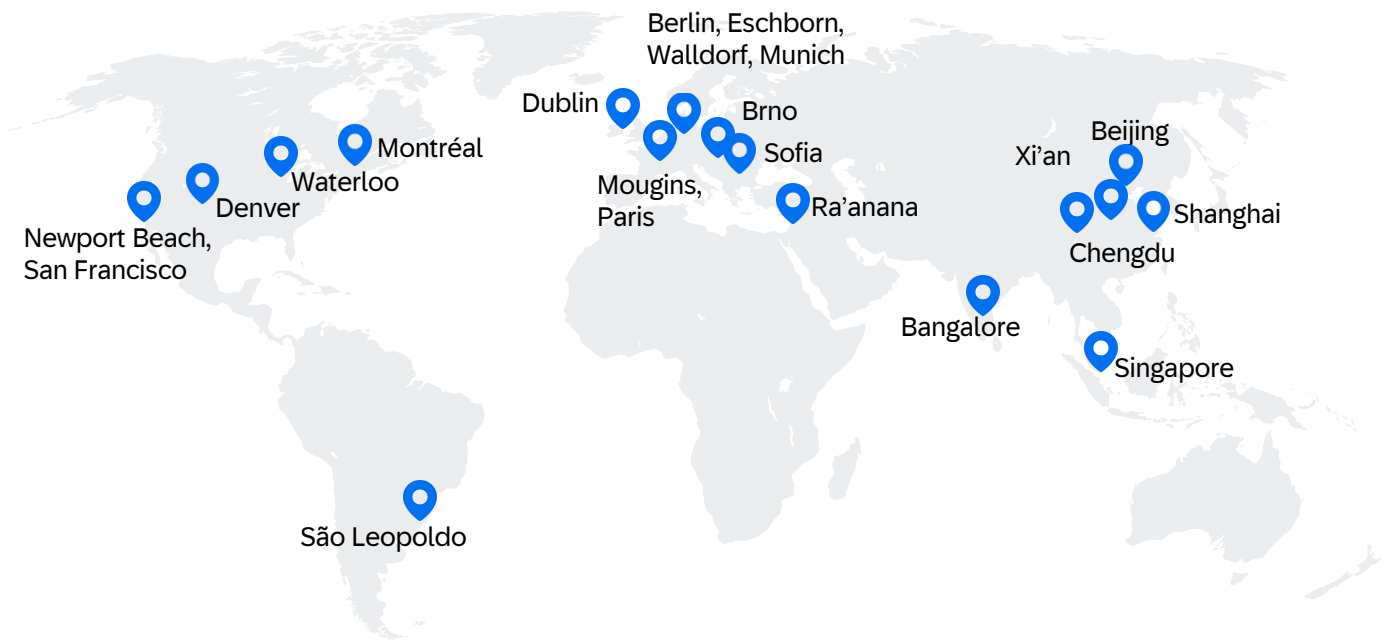 Berlin, Eschborn,
Walldorf, Munich
Dublin
Brno
Montréal
Sofia
Beijing
Xi’an
Waterloo
Mougins,
Paris
Denver
Ra’anana
Shanghai
Newport Beach,
San Francisco
Chengdu
Bangalore
Singapore
São Leopoldo